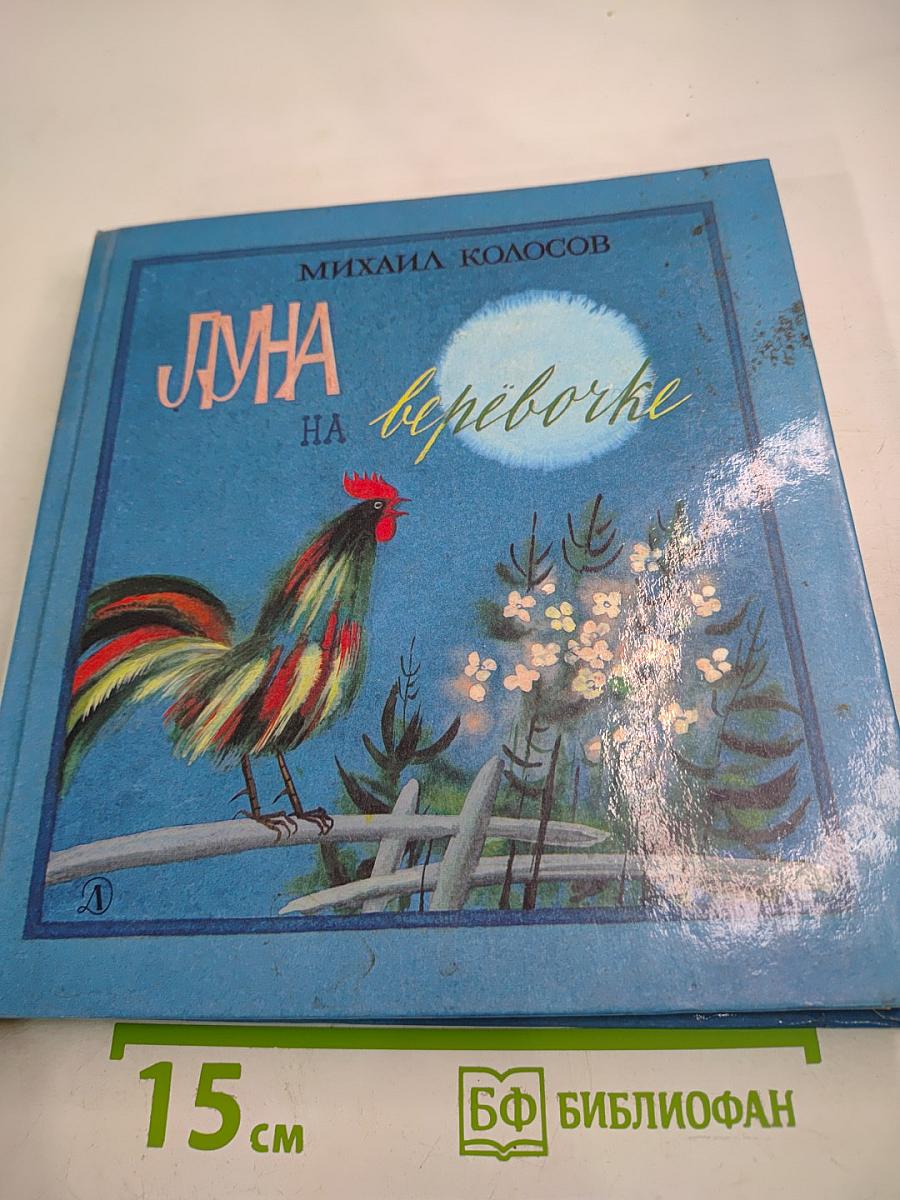 МИХАИЛ КОЛОСОВ
ЛУНА
НА верёвочке
Д
15 см
БФ БИБЛИОФАН